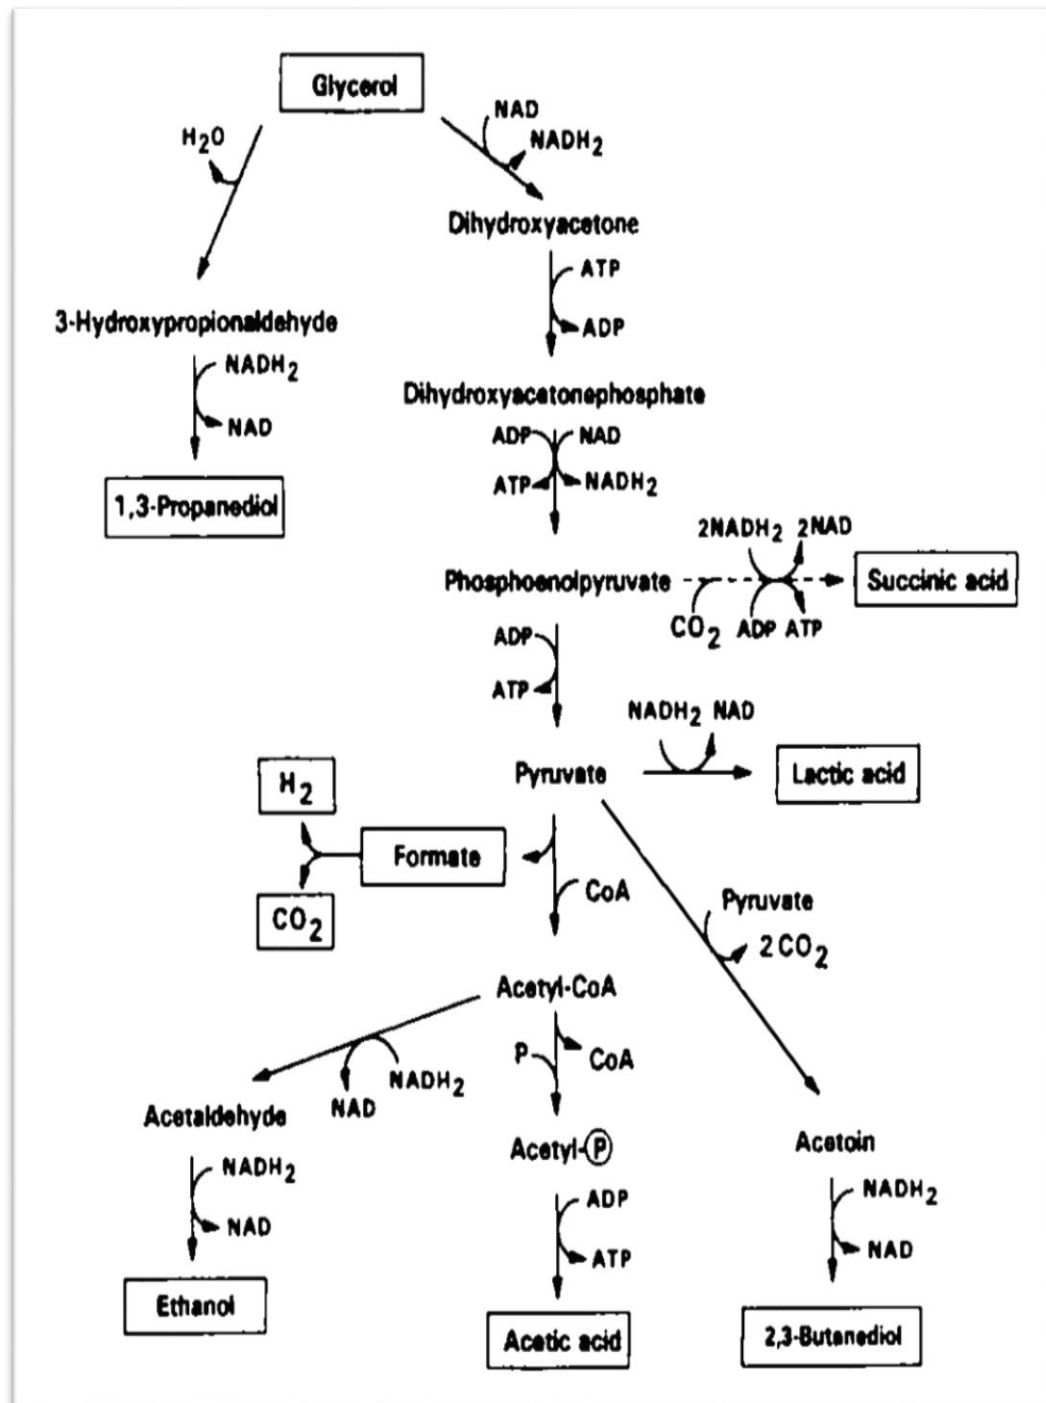 Glycerol
H2O
NAD
NADH2
Dihydroxyacetone
ATP
ADP
3-Hydroxypropionaldehyde
NADH2
NAD
1,3-Propanediol
Dihydroxyacetonephosphate
ADP NAD
ATP NADH2
2NADH2 2NAD
Phosphoenolpyruvate
Succinic acid
CO2 ADP ATP
ADP
ATP
NADH2 NAD
Pyruvate
Lactic acid
H2
Formate
CO2
CoA
Pyruvate
2CO2
Acetyl-CoA
P
CoA
NADH2
NAD
Acetaldehyde
Acetyl-P
Acetoin
NADH2
NAD
ADP
ATP
NADH2
NAD
Ethanol
Acetic acid
2,3-Butanediol